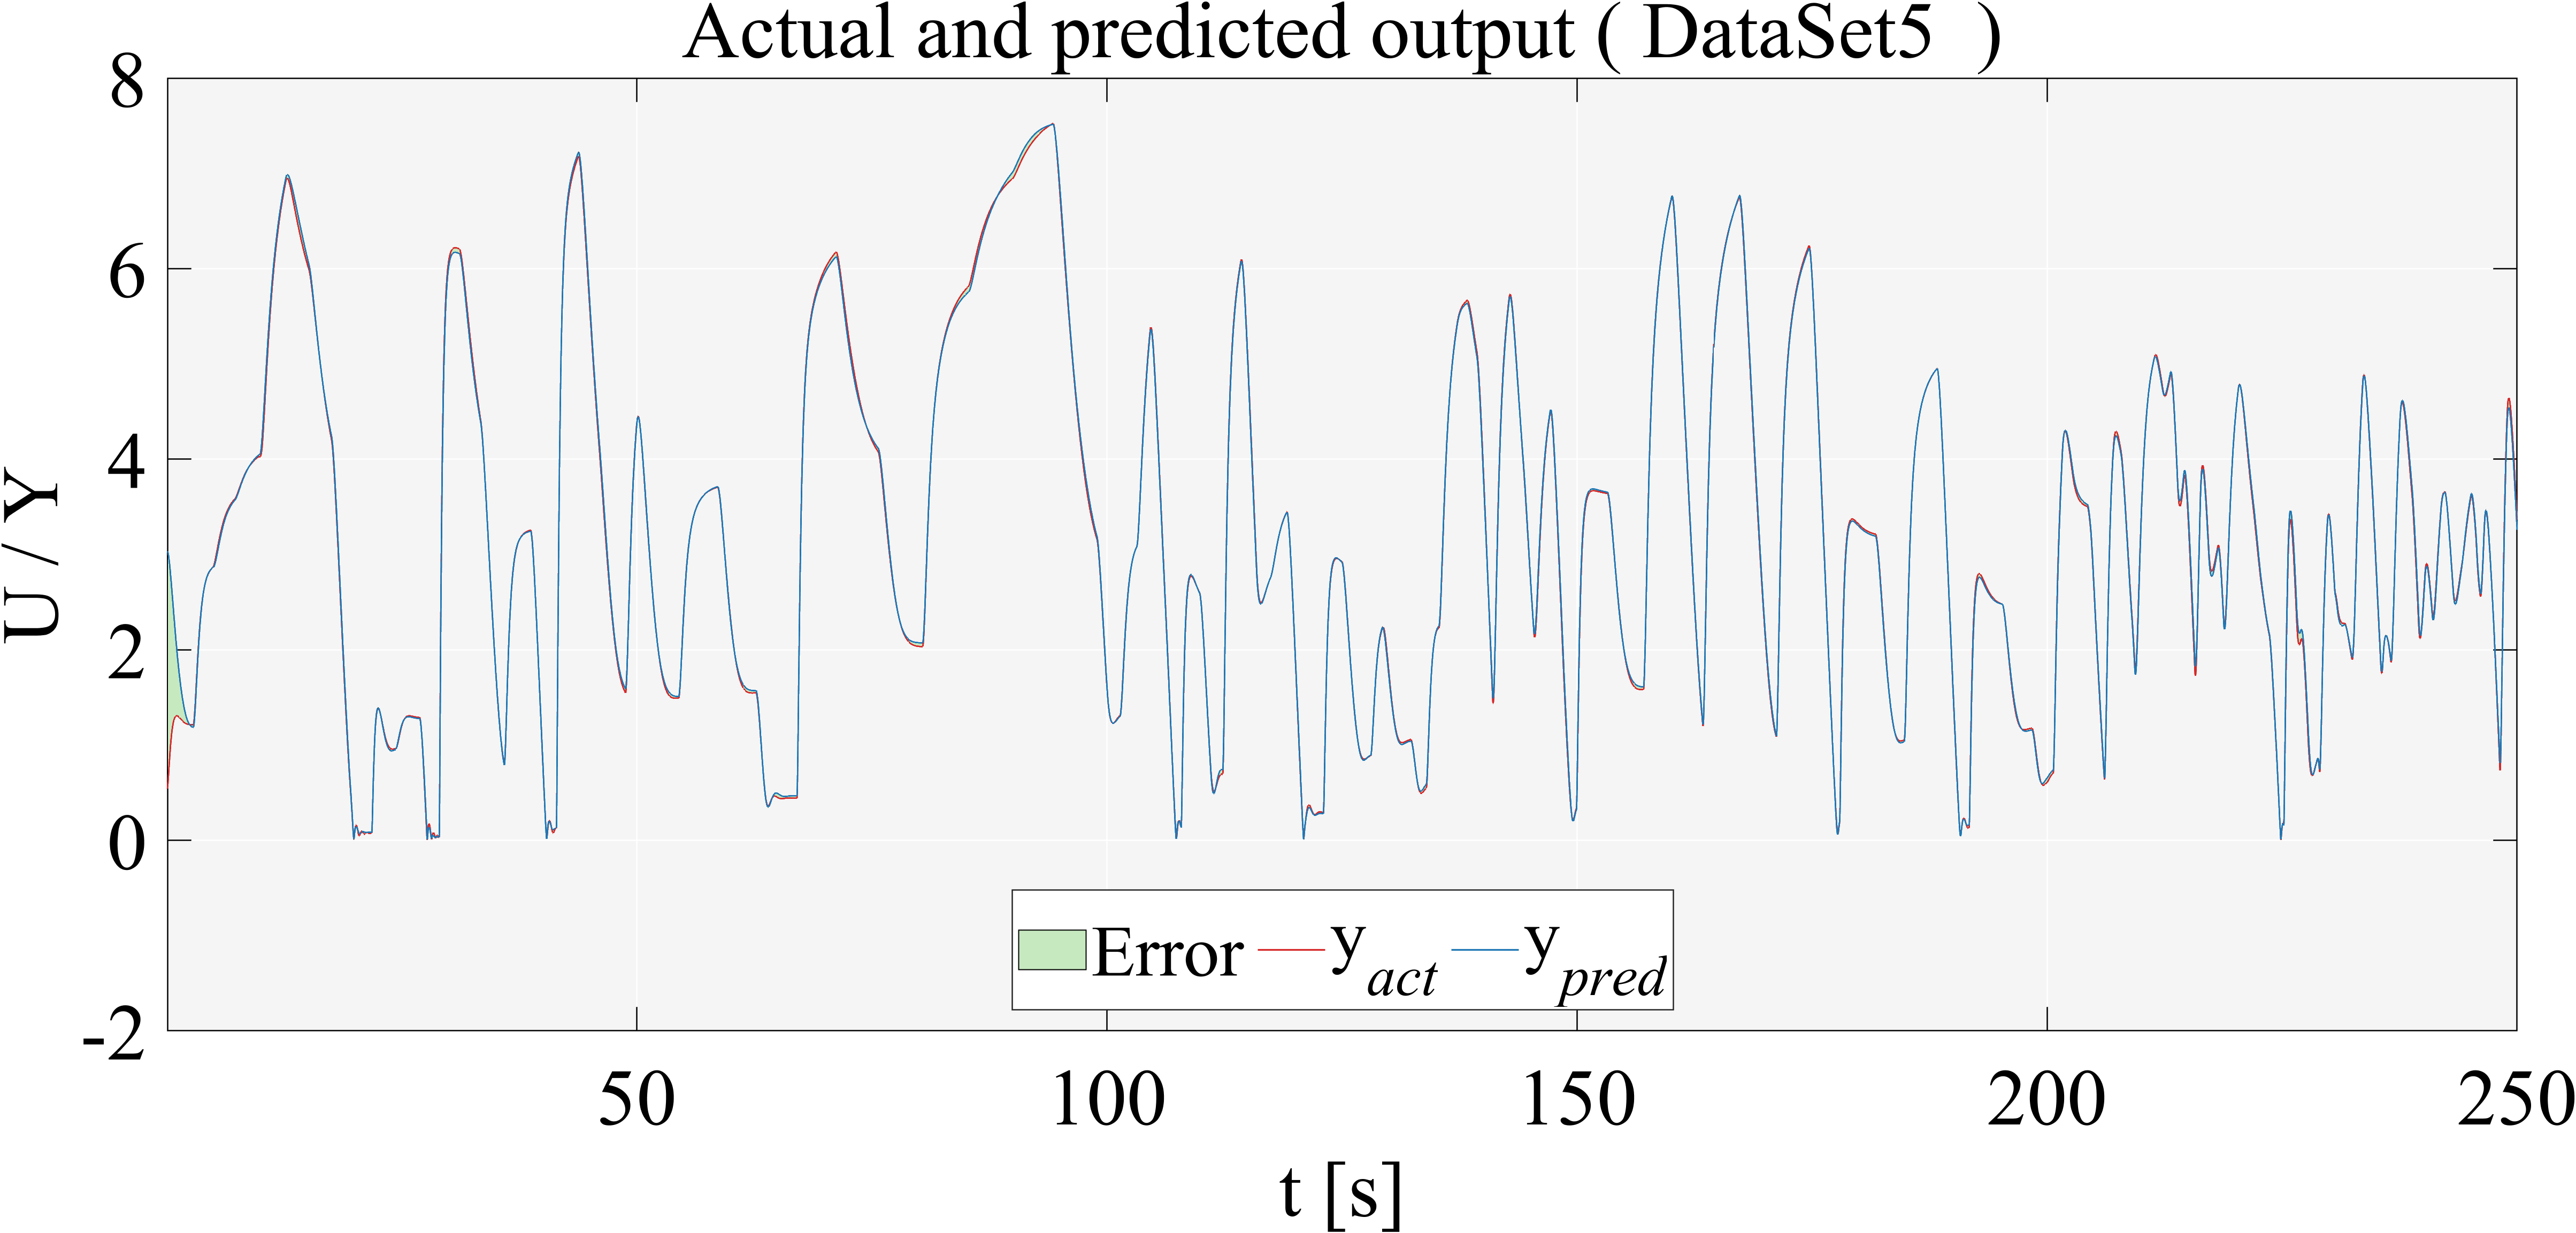 Actual and predicted output ( DataSet5 )
8
6
4
2
0
-2
U / Y
Error y_act y_pred
50 100 150 200 250
t [s]